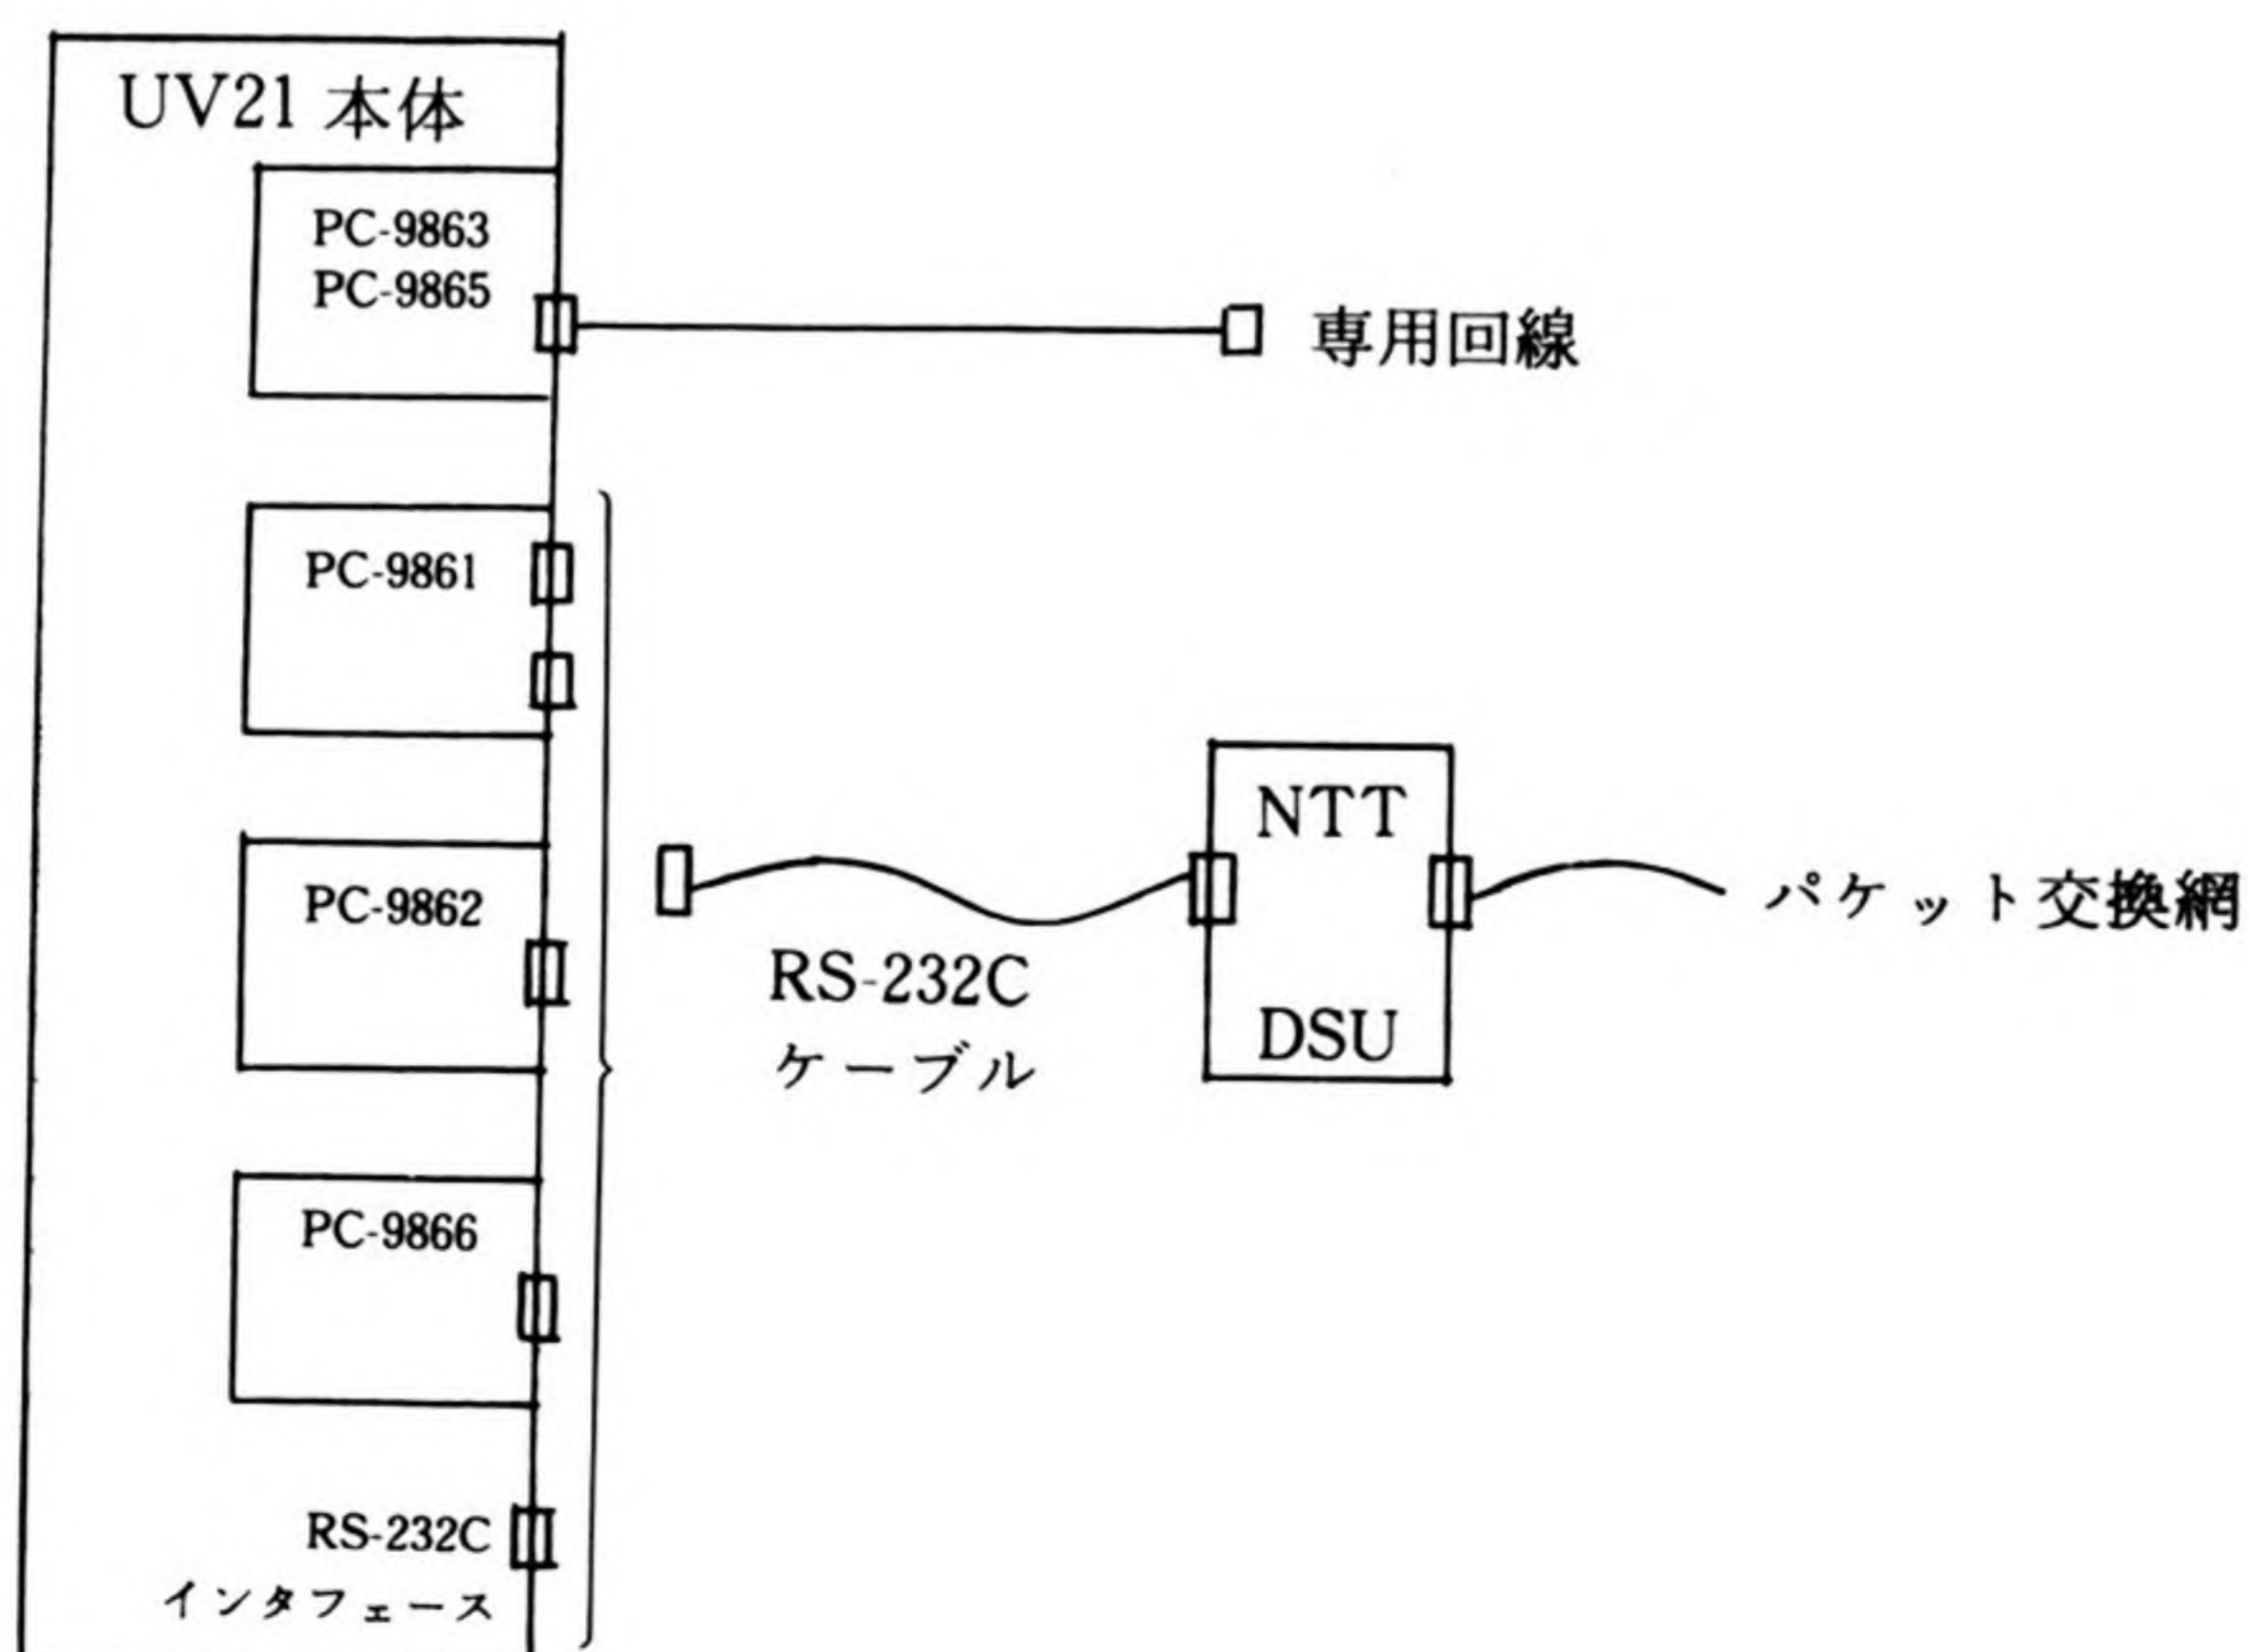 UV21 本体
PC-9863
PC-9865
専用回線
PC-9861
PC-9862
RS-232C
ケーブル
NTT
DSU
パケット交換網
PC-9866
RS-232C
インタフェース